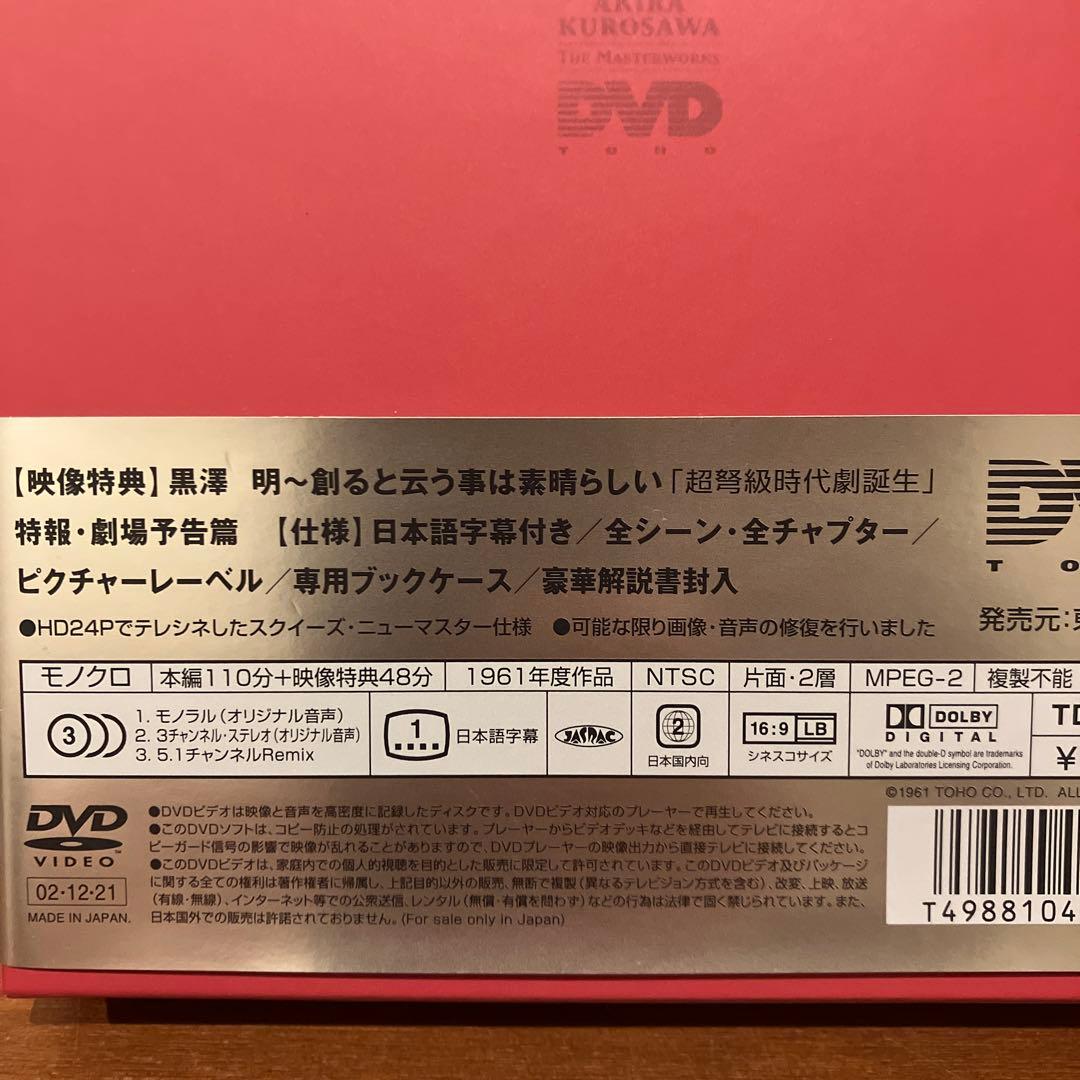 AKIRA
KUROSAWA
THE MASTERWORKS
DVD
TOHO
【映像特典】黒澤 明～創ると云う事は素晴らしい「超弩級時代劇誕生」
特報・劇場予告篇 【仕様】日本語字幕付き／全シーン・全チャプター／
ピクチャーレーベル／専用ブックケース／豪華解説書封入
●HD24Pでテレシネしたスクイーズ・ニューマスター仕様 ●可能な限り画像・音声の修復を行いました
発売元:
モノクロ 本編110分+映像特典48分 1961年度作品 NTSC 片面・2層 MPEG-2 複製不能
3 1. モノラル(オリジナル音声)
2. 3チャンネル・ステレオ(オリジナル音声)
3. 5.1チャンネルRemix
1 日本語字幕
JASRAC
2
日本国内向
16:9 LB
シネスコサイズ
DOLBY
DIGITAL
"DOLBY" and the double-D symbol are trademarks
of Dolby Laboratories Licensing Corporation.
¥
©1961 TOHO CO., LTD.
DVD
VIDEO™
02・12・21
MADE IN JAPAN.
●DVDビデオは映像と音声を高密度に記録したディスクです。DVDビデオ対応のプレーヤーで再生してください。
●このDVDソフトは、コピー防止の処理がされています。プレーヤーからビデオデッキなどを経由してテレビに接続するとコ
ピーガード信号の影響で映像が乱れることがありますので、DVDプレーヤーの映像出力から直接テレビに接続してください。
●このDVDビデオは、家庭内での個人的視聴を目的とした販売に限定して許可されています。このDVDビデオ及びパッケージ
に関する全ての権利は著作権者に帰属し、上記目的以外の販売、無断で複製(異なるテレビジョン方式を含む)、改変、上映、放送
(有線・無線)、インターネット等での公衆送信、レンタル(無償・有償を問わず)などの行為は法律で固く禁じられています。また、
日本国外での販売は許諾されておりません。(For sale only in Japan)
T4988104